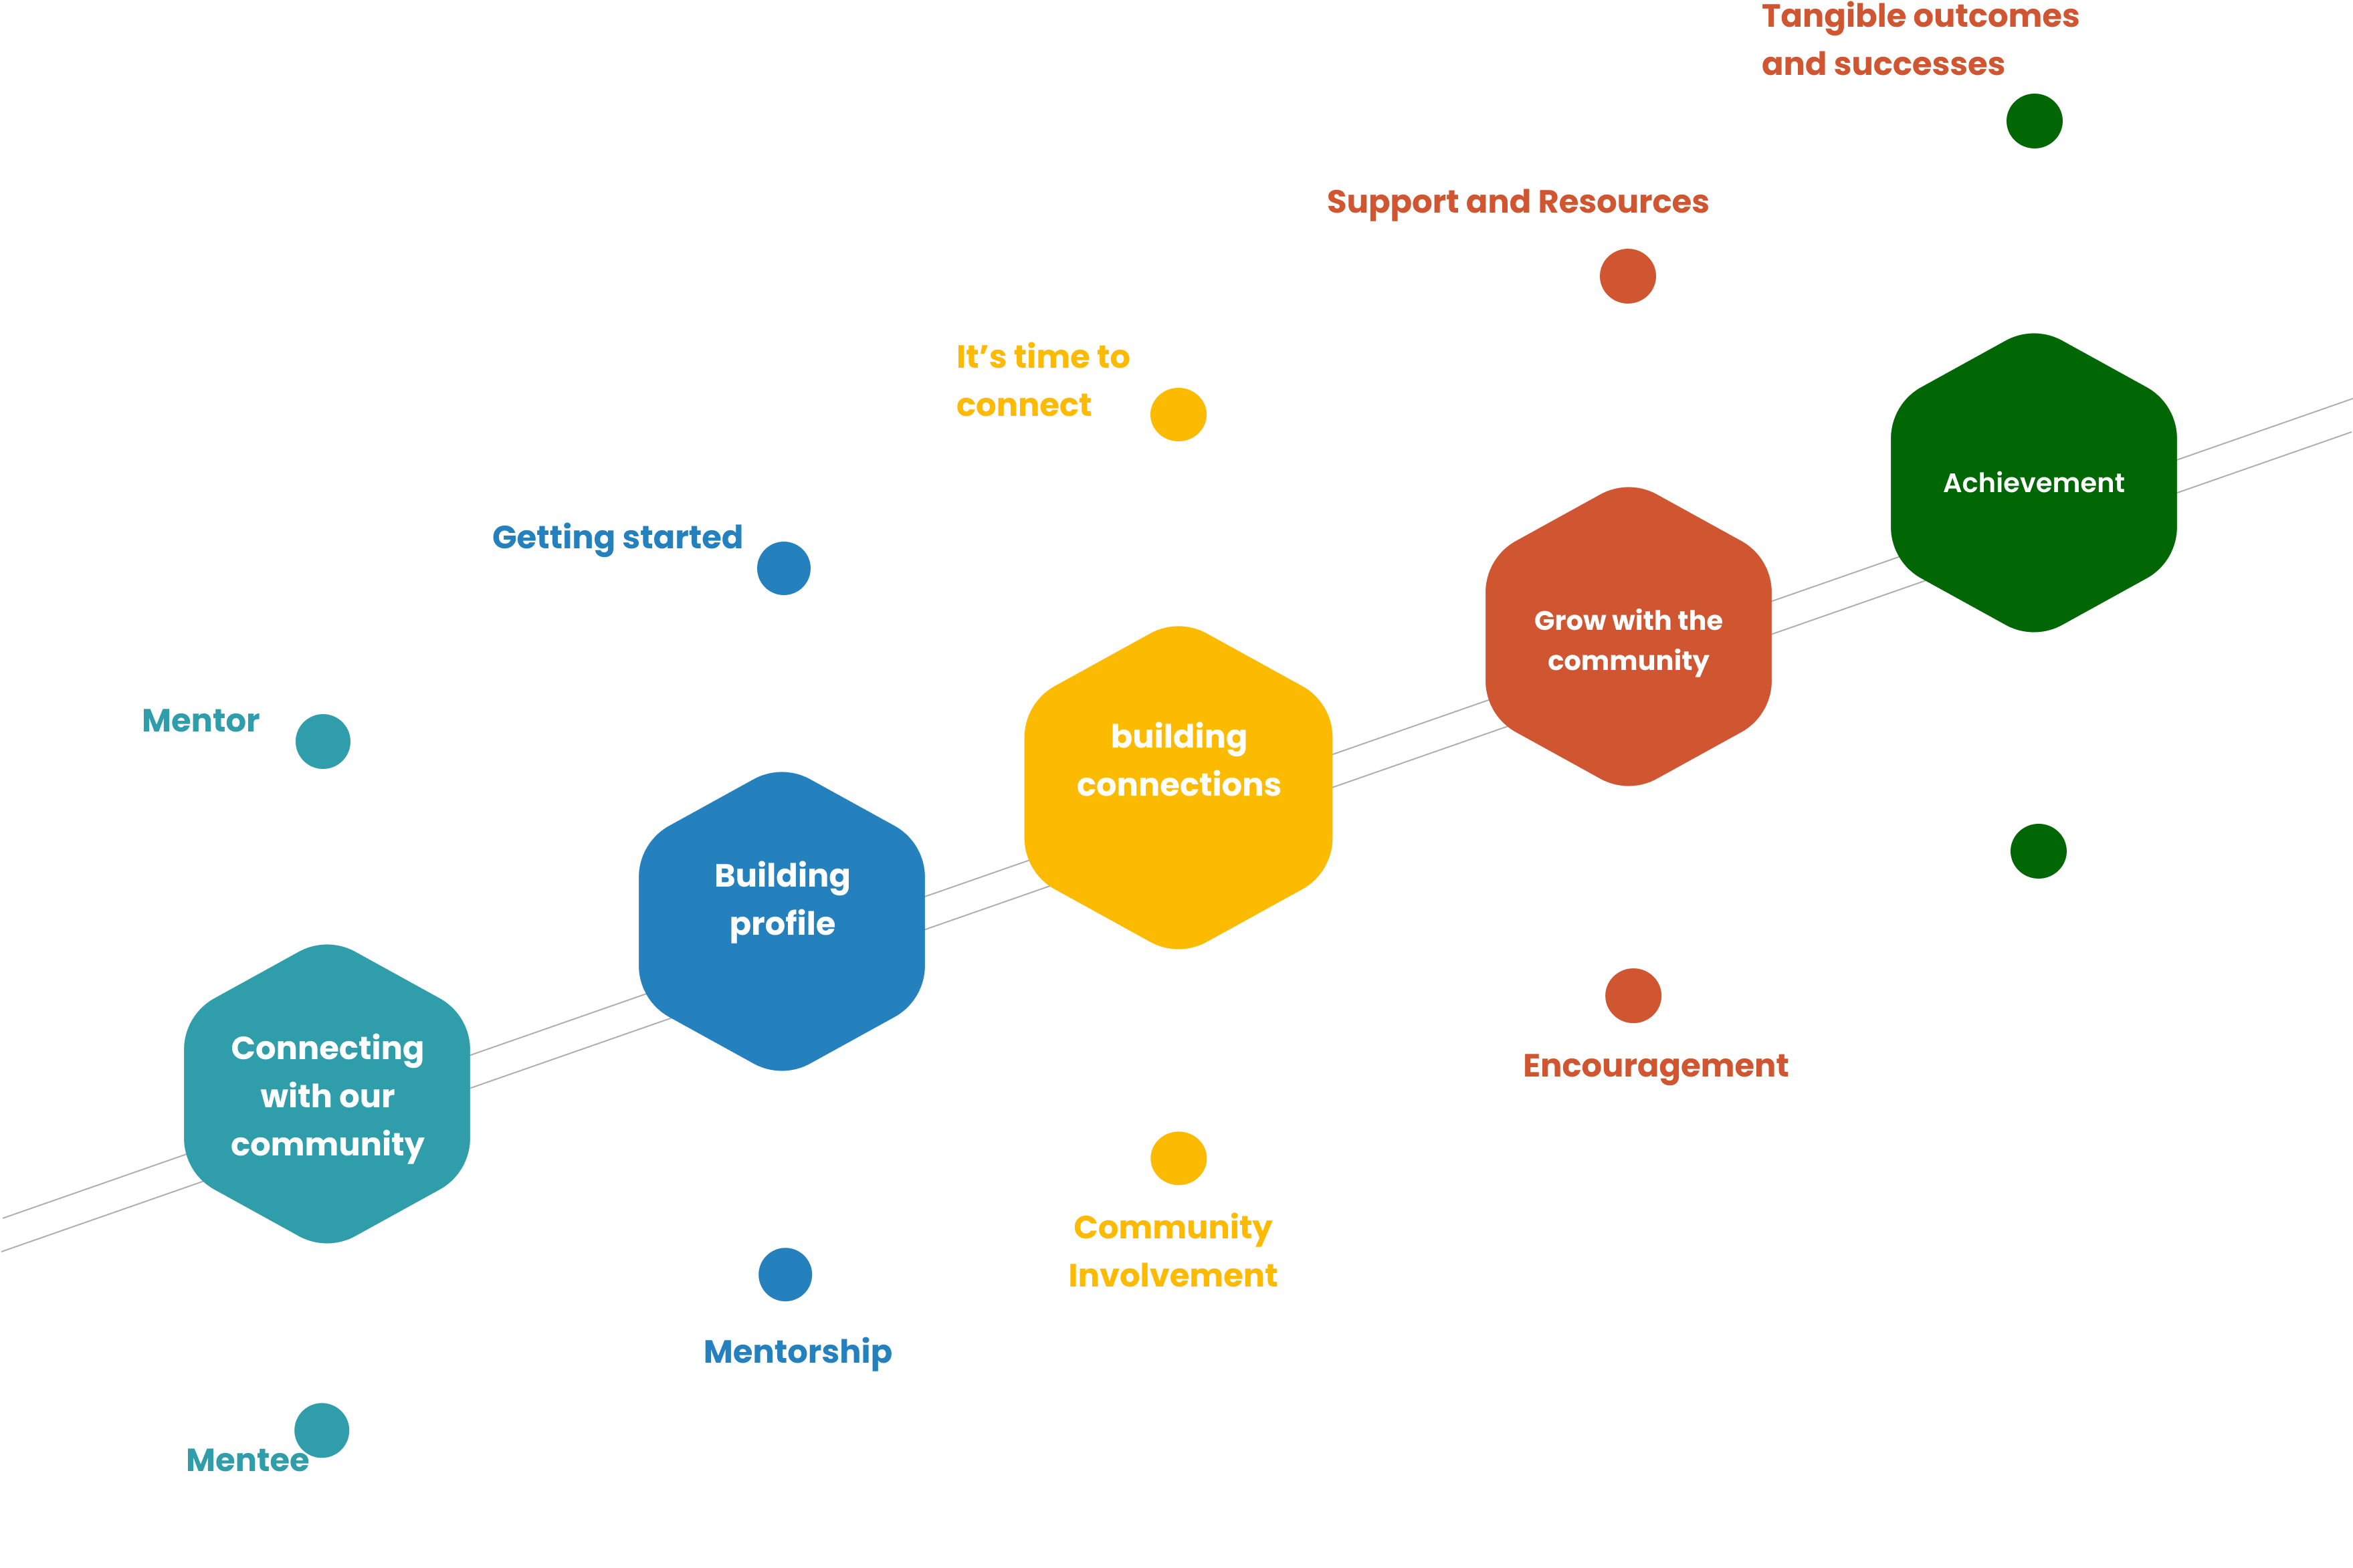 Tangible outcomes
and successes
Support and Resources
It’s time to
connect
Achievement
Getting started
Grow with the
community
Mentor
building
connections
Building
profile
Connecting
with our
community
Encouragement
Community
Involvement
Mentorship
Mentee